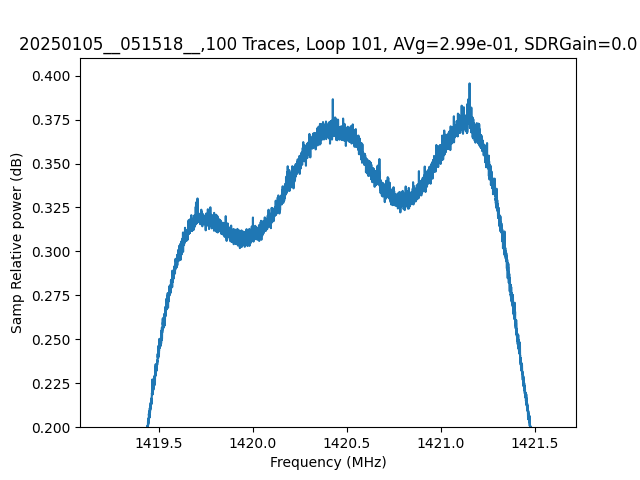 20250105__051518__,100 Traces, Loop 101, AVg=2.99e-01, SDRGain=0.0
0.400
0.375
0.350
0.325
0.300
0.275
0.250
0.225
0.200
Samp Relative power (dB)
1419.5 1420.0 1420.5 1421.0 1421.5
Frequency (MHz)